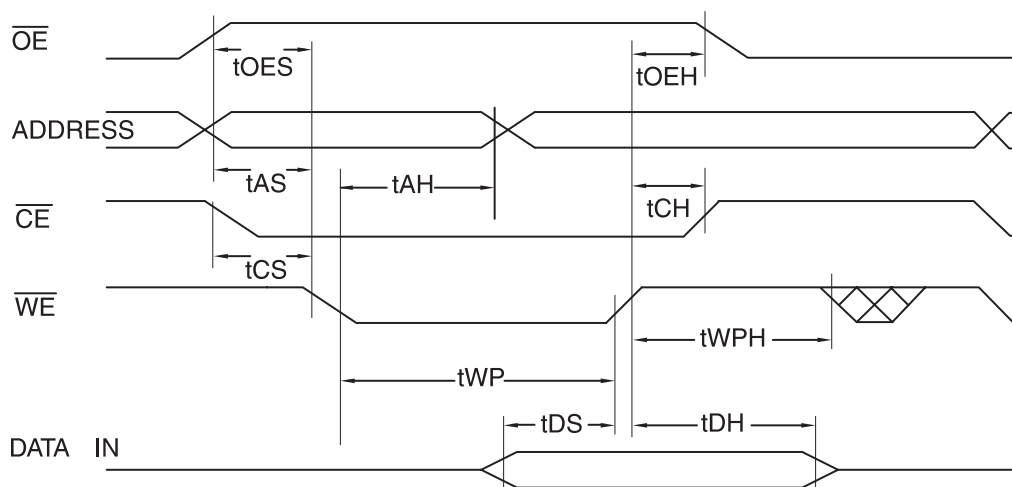 OE
tOES
tOEH
ADDRESS
tAS
tAH
tCH
CE
tCS
WE
tWPH
tWP
tDS
tDH
DATA IN